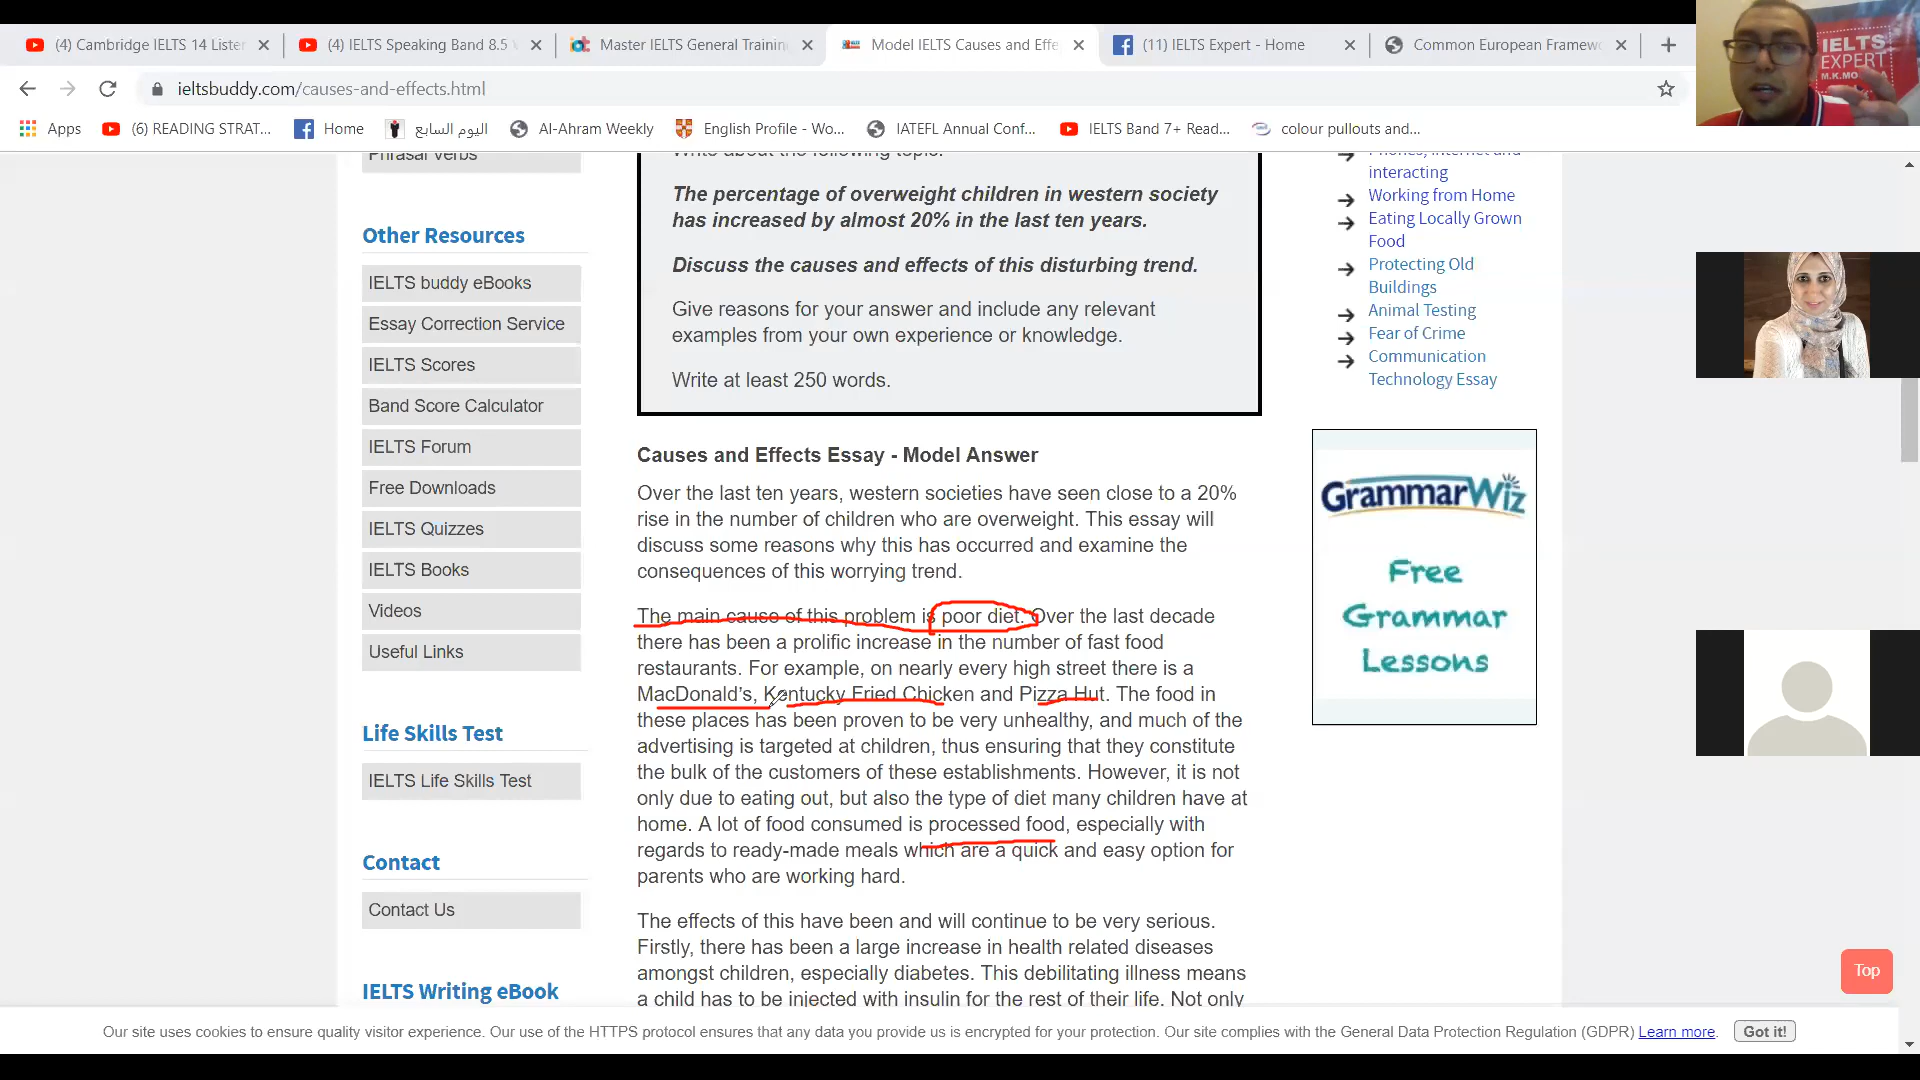 (4) Cambridge IELTS 14 Lister
(4) IELTS Speaking Band 8.5
Master IELTS General Training
Model IELTS Causes and Effe
(11) IELTS Expert - Home
Common European Framewo
ieltsbuddy.com/causes-and-effects.html
Apps
(6) READING STRAT...
Home
اليوم السابع
Al-Ahram Weekly
English Profile - Wo...
IATEFL Annual Conf...
IELTS Band 7+ Read...
colour pullouts and...
IELTS
EXPERT
Phrasal Verbs
Other Resources
IELTS buddy eBooks
Essay Correction Service
IELTS Scores
Band Score Calculator
IELTS Forum
Free Downloads
IELTS Quizzes
IELTS Books
Videos
Useful Links
Life Skills Test
IELTS Life Skills Test
Contact
Contact Us
IELTS Writing eBook
Write about the following topic:
The percentage of overweight children in western society
has increased by almost 20% in the last ten years.
Discuss the causes and effects of this disturbing trend.
Give reasons for your answer and include any relevant
examples from your own experience or knowledge.
Write at least 250 words.
Causes and Effects Essay - Model Answer
Over the last ten years, western societies have seen close to a 20%
rise in the number of children who are overweight. This essay will
discuss some reasons why this has occurred and examine the
consequences of this worrying trend.
The main cause of this problem is poor diet. Over the last decade
there has been a prolific increase in the number of fast food
restaurants. For example, on nearly every high street there is a
MacDonald's, Kentucky Fried Chicken and Pizza Hut. The food in
these places has been proven to be very unhealthy, and much of the
advertising is targeted at children, thus ensuring that they constitute
the bulk of the customers of these establishments. However, it is not
only due to eating out, but also the type of diet many children have at
home. A lot of food consumed is processed food, especially with
regards to ready-made meals which are a quick and easy option for
parents who are working hard.
The effects of this have been and will continue to be very serious.
Firstly, there has been a large increase in health related diseases
amongst children, especially diabetes. This debilitating illness means
a child has to be injected with insulin for the rest of their life. Not only
Phones, Internet and
interacting
Working from Home
Eating Locally Grown
Food
Protecting Old
Buildings
Animal Testing
Fear of Crime
Communication
Technology Essay
GrammarWiz
Free
Grammar
Lessons
Top
Our site uses cookies to ensure quality visitor experience. Our use of the HTTPS protocol ensures that any data you provide us is encrypted for your protection. Our site complies with the General Data Protection Regulation (GDPR) Learn more. Got it!